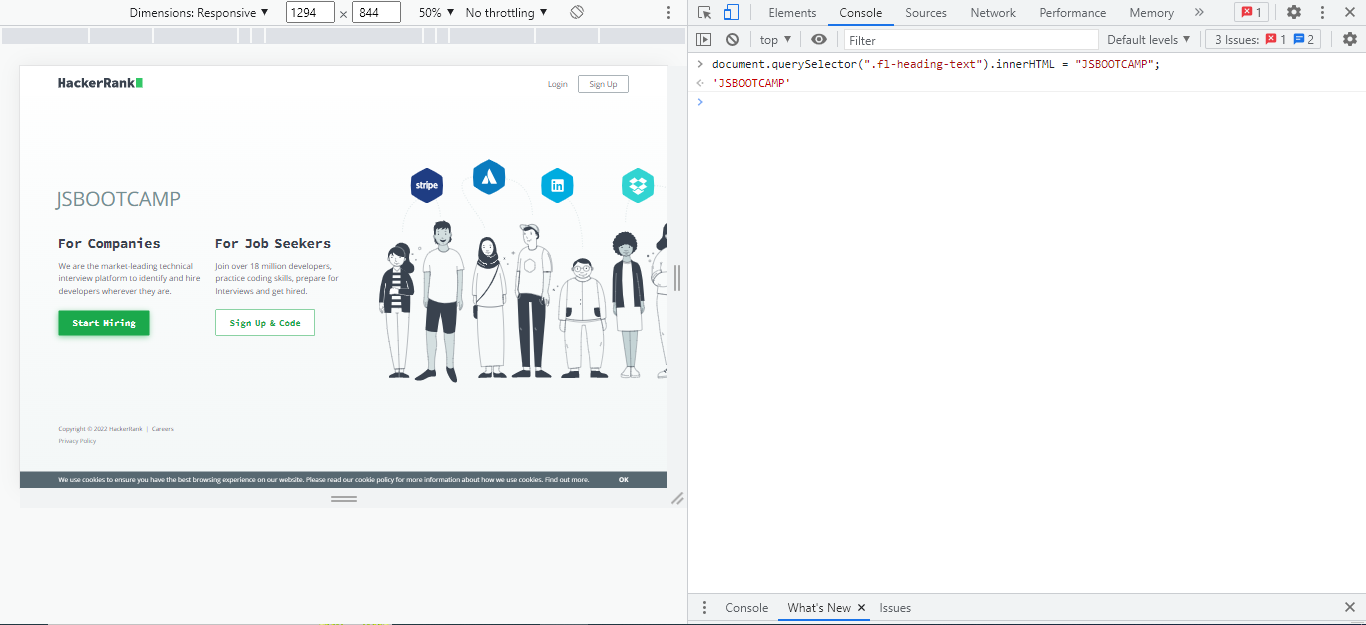 Dimensions: Responsive ▼ 1294 × 844 50% ▼ No throttling ▼
Elements Console Sources Network Performance Memory » 1
top ▼ Filter Default levels ▼ 3 Issues: 1 2
> document.querySelector(".fl-heading-text").innerHTML = "JSBOOTCAMP";
'JSBOOTCAMP'
>
HackerRank
Login Sign Up
stripe
in
JSBOOTCAMP
For Companies
We are the market-leading technical
interview platform to identify and hire
developers wherever they are.
Start Hiring
For Job Seekers
Join over 18 million developers,
practice coding skills, prepare for
interviews and get hired.
Sign Up & Code
Copyright © 2022 HackerRank | Careers
Privacy Policy
We use cookies to ensure you have the best browsing experience on our website. Please read our cookie policy for more information about how we use cookies. Find out more. OK
Console What's New × Issues